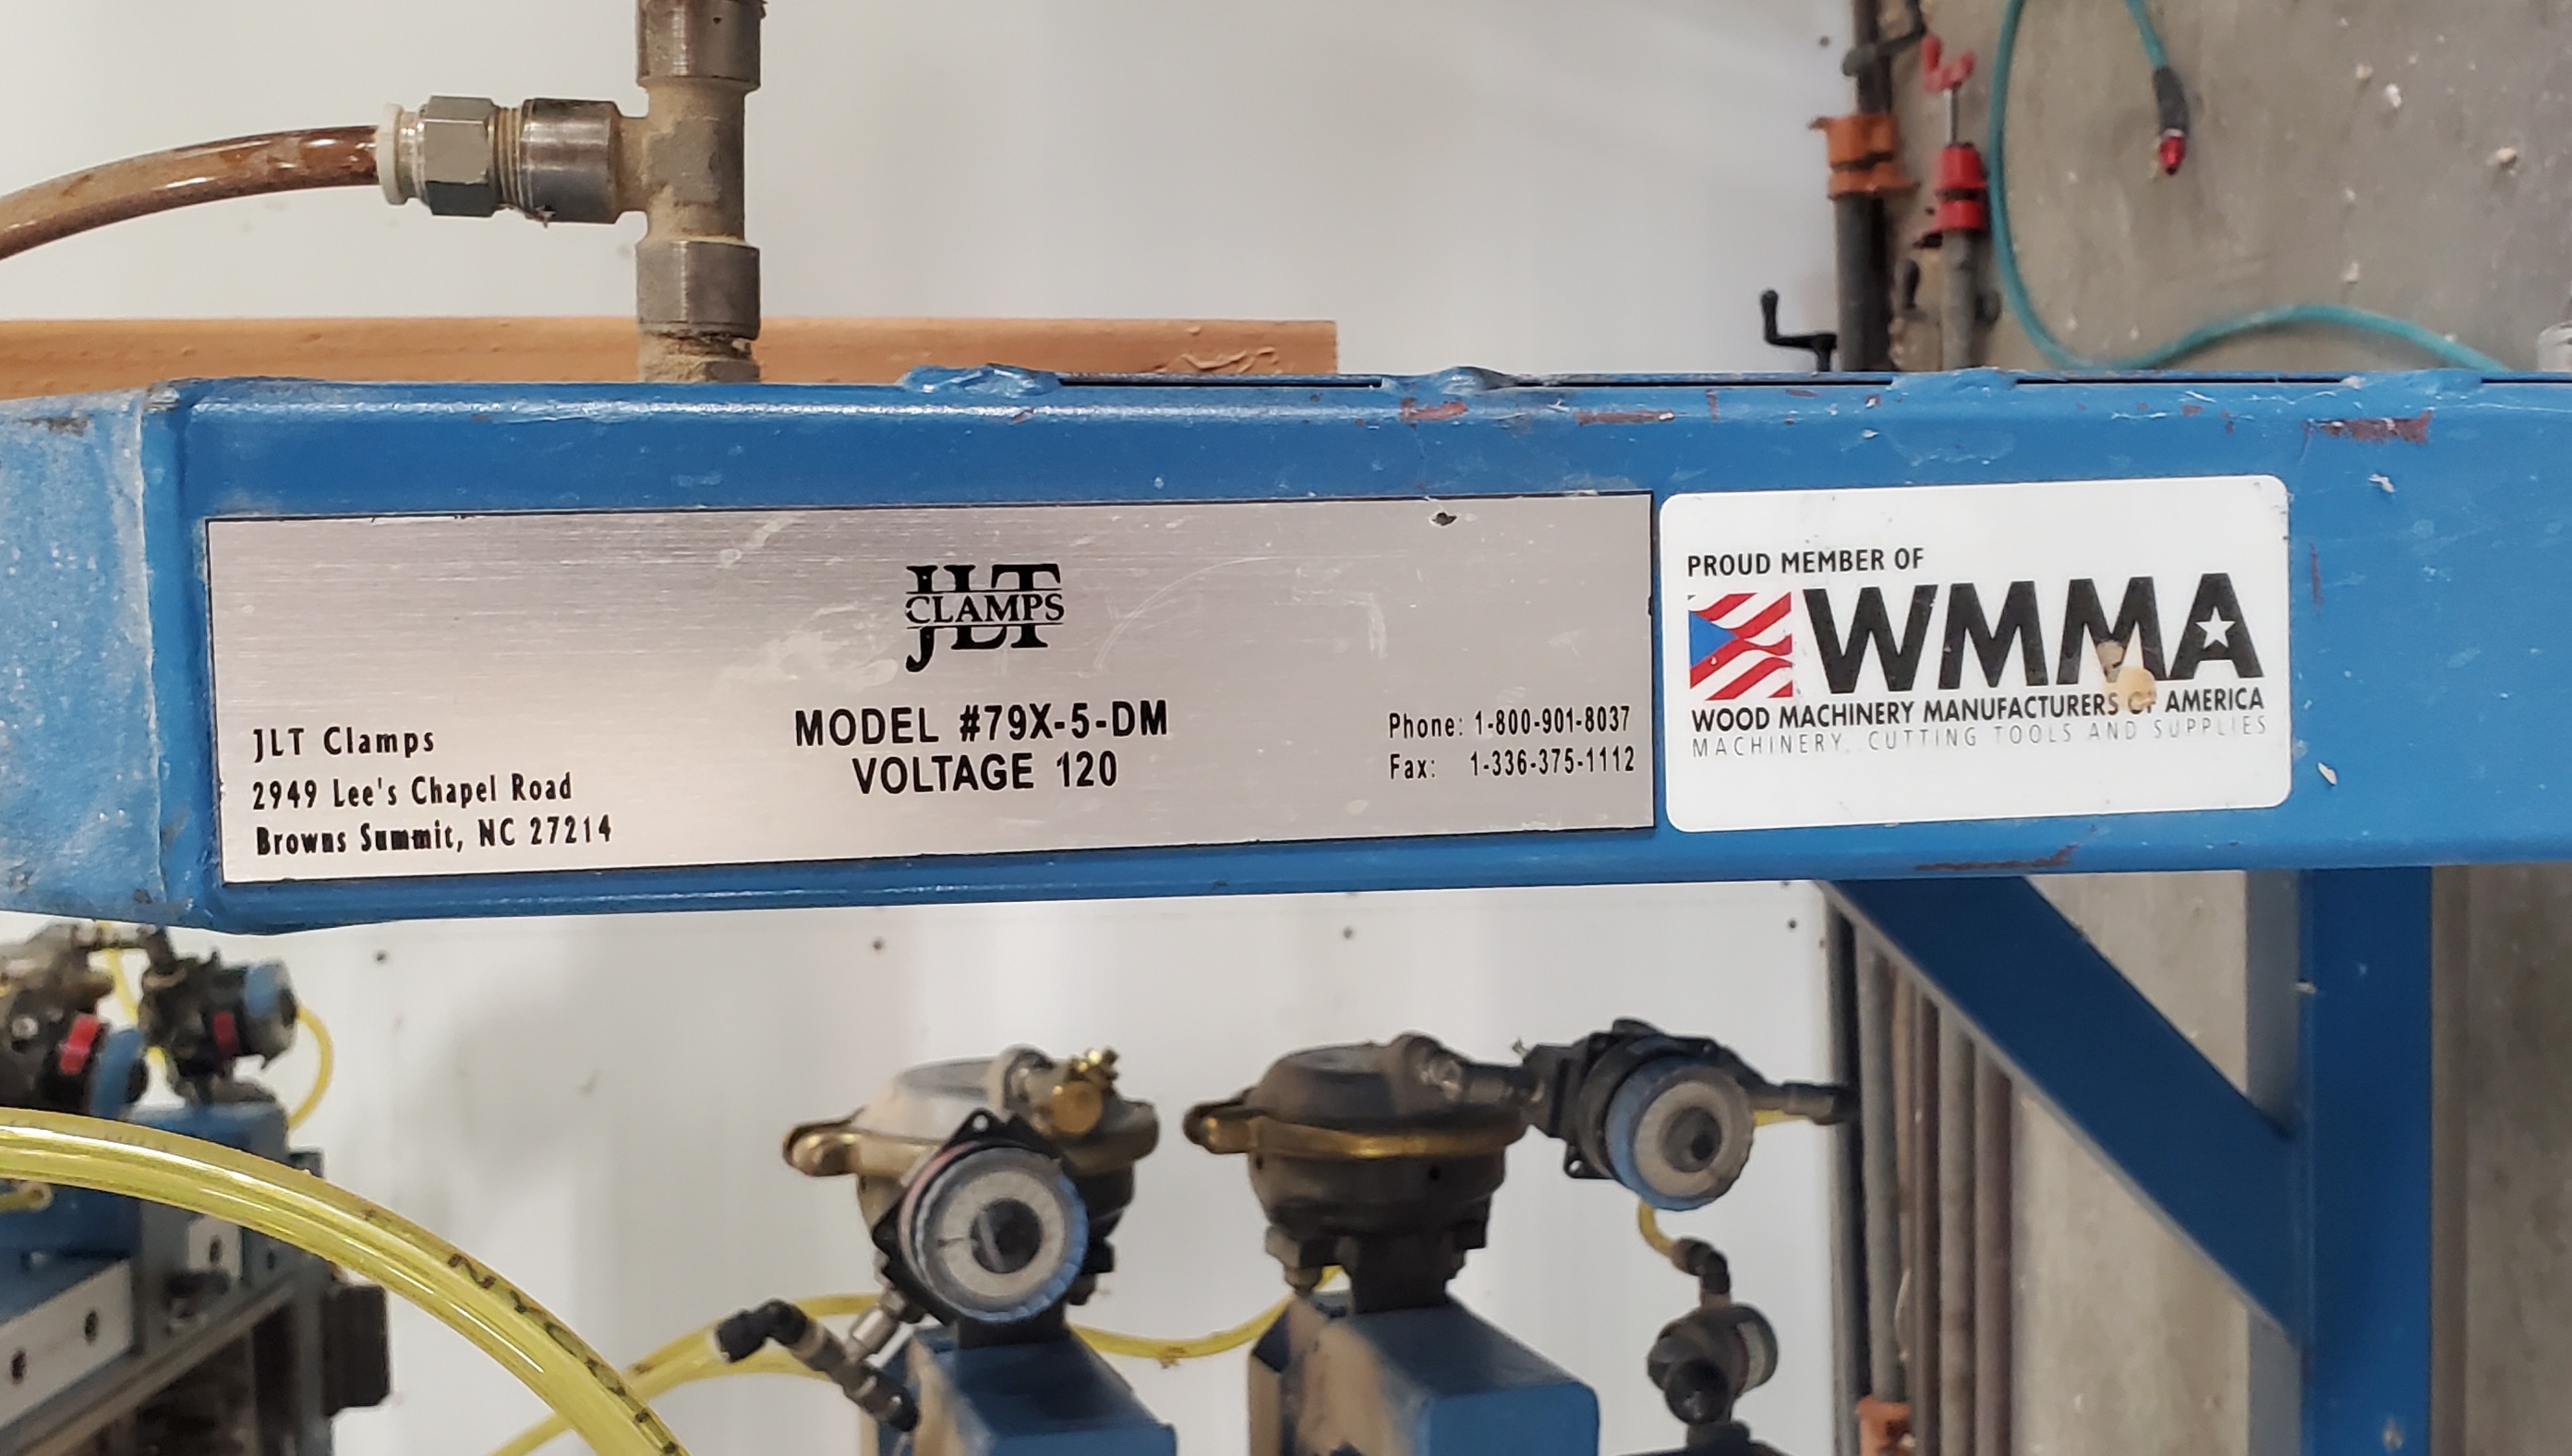 JLT
CLAMPS
MODEL #79X-5-DM
VOLTAGE 120
JLT Clamps
2949 Lee's Chapel Road
Browns Summit, NC 27214
Phone: 1-800-901-8037
Fax: 1-336-375-1112
PROUD MEMBER OF
WMMA
WOOD MACHINERY MANUFACTURERS OF AMERICA
MACHINERY, CUTTING TOOLS AND SUPPLIES